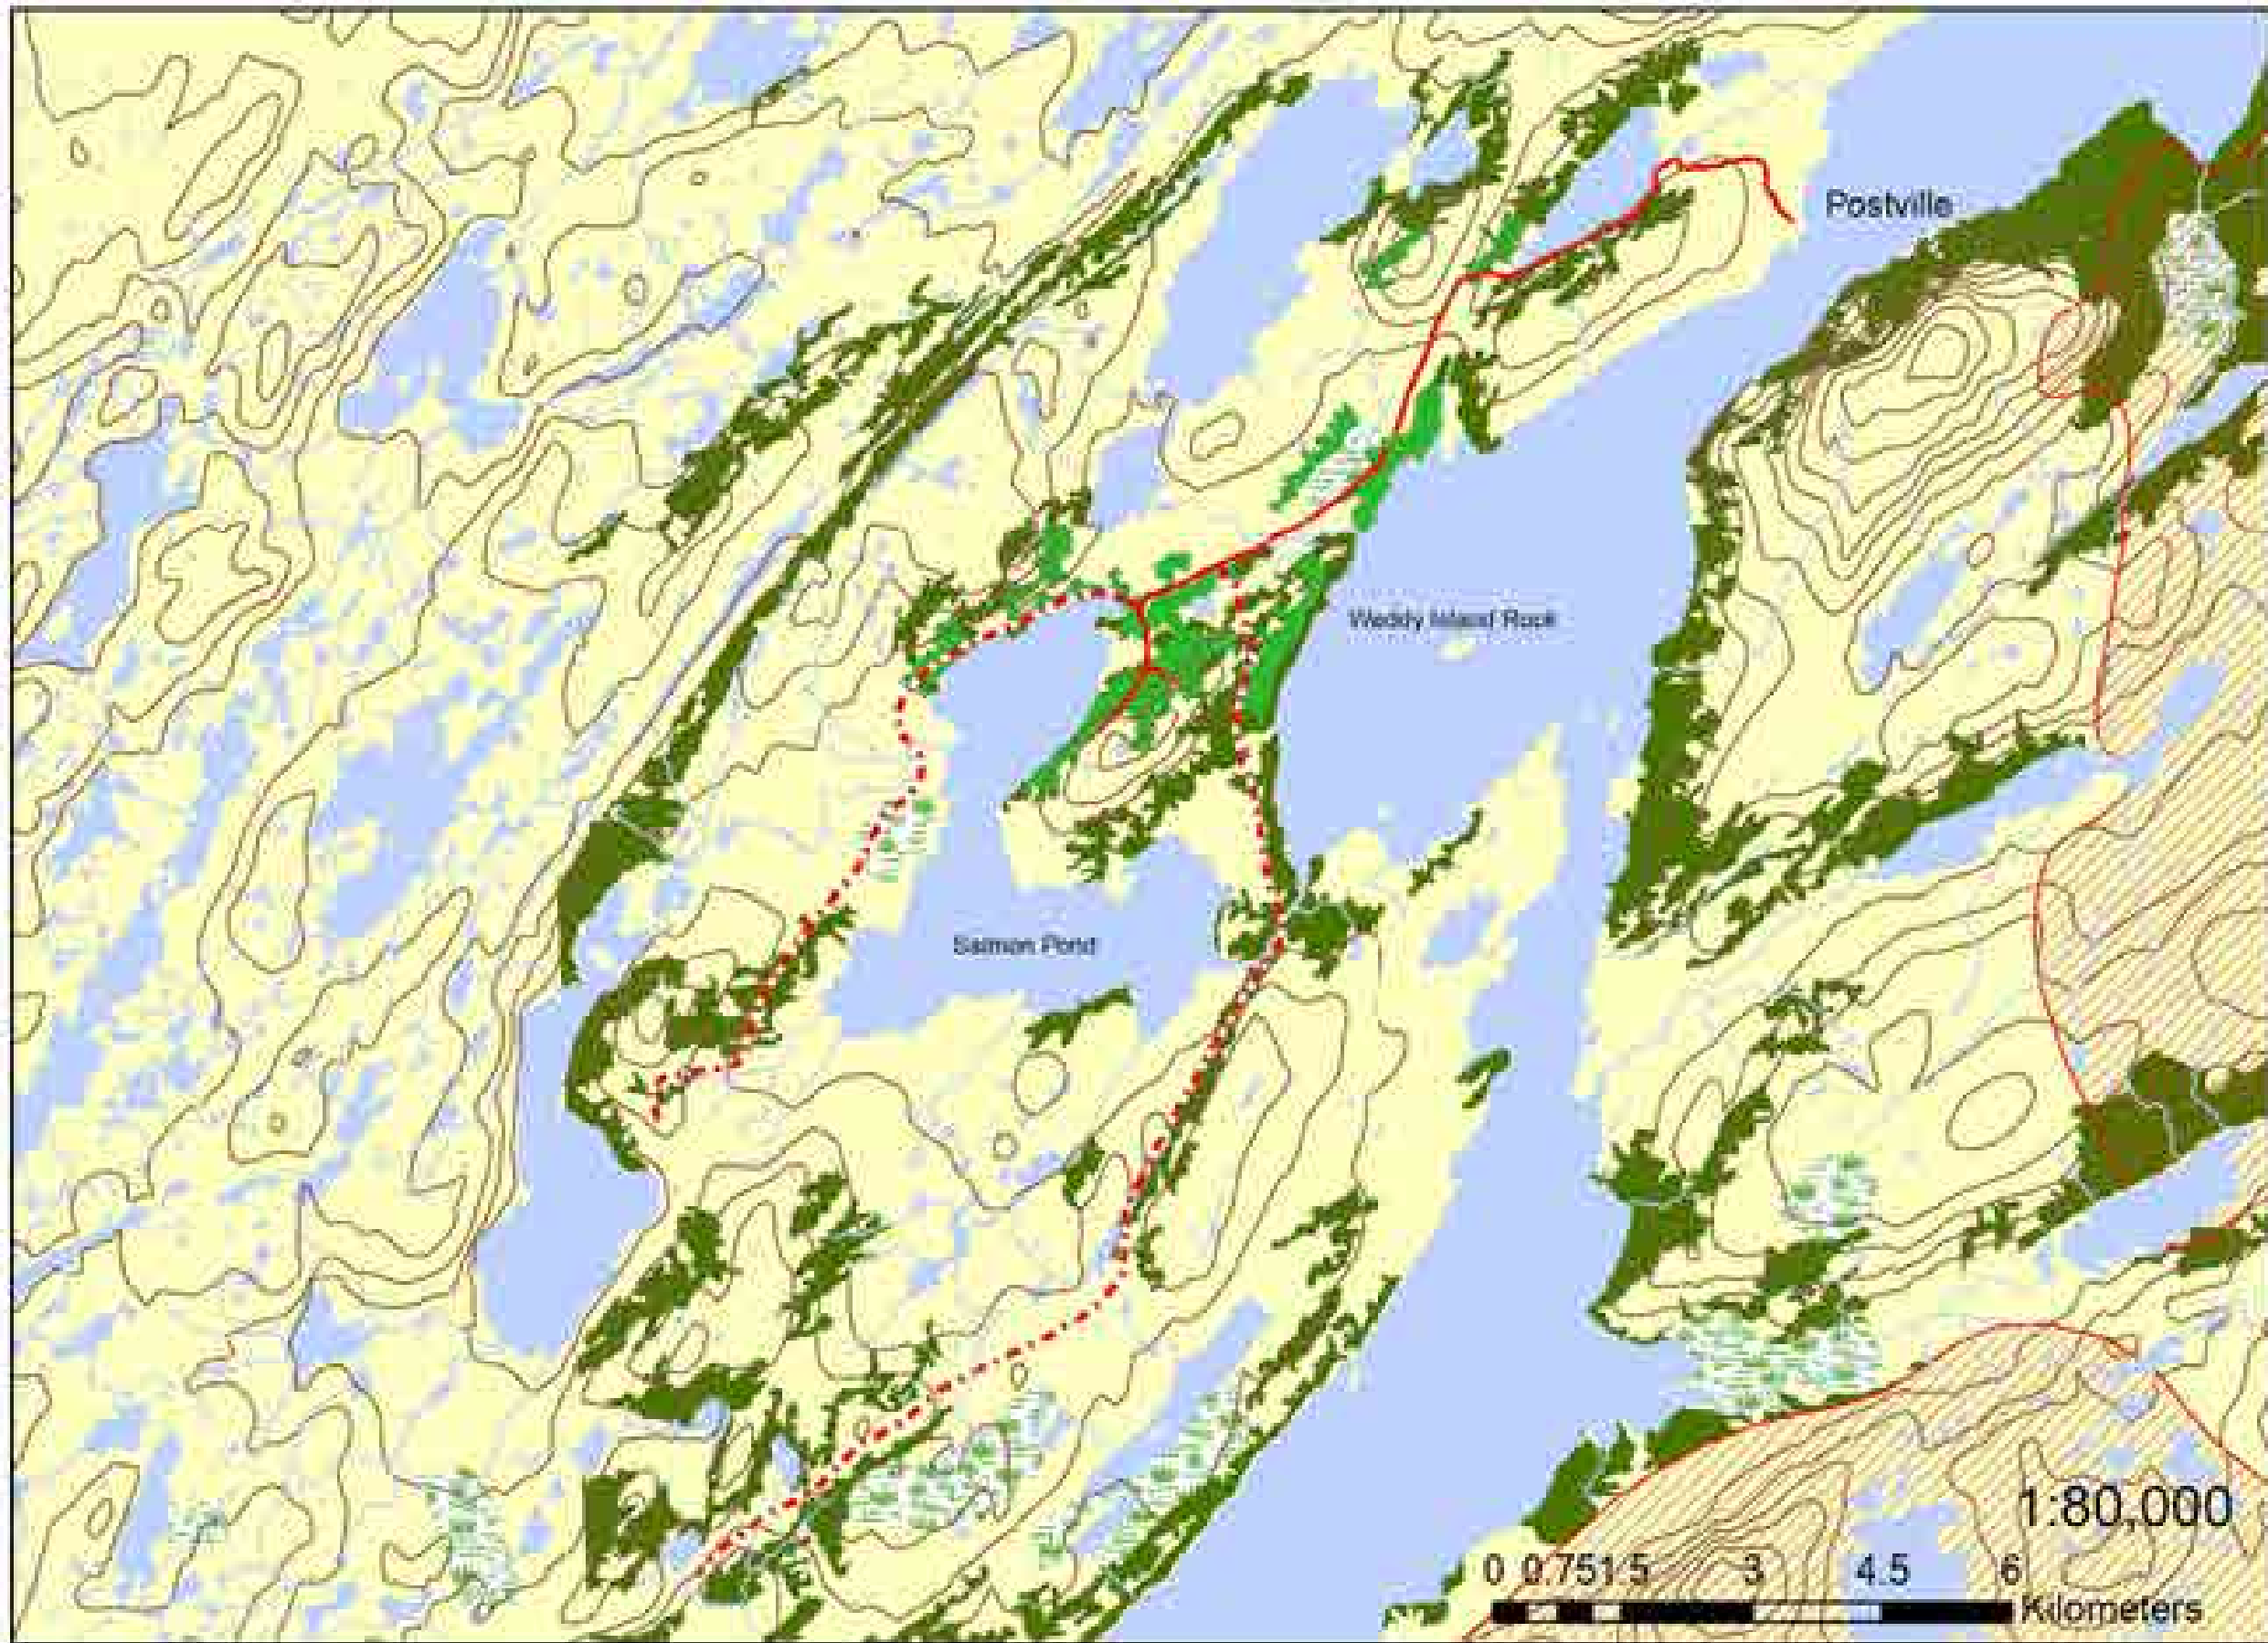 Postville
Weddy Island Rock
Salmon Pond
1:80,000
0 0.75 1.5 3 4.5 6
Kilometers